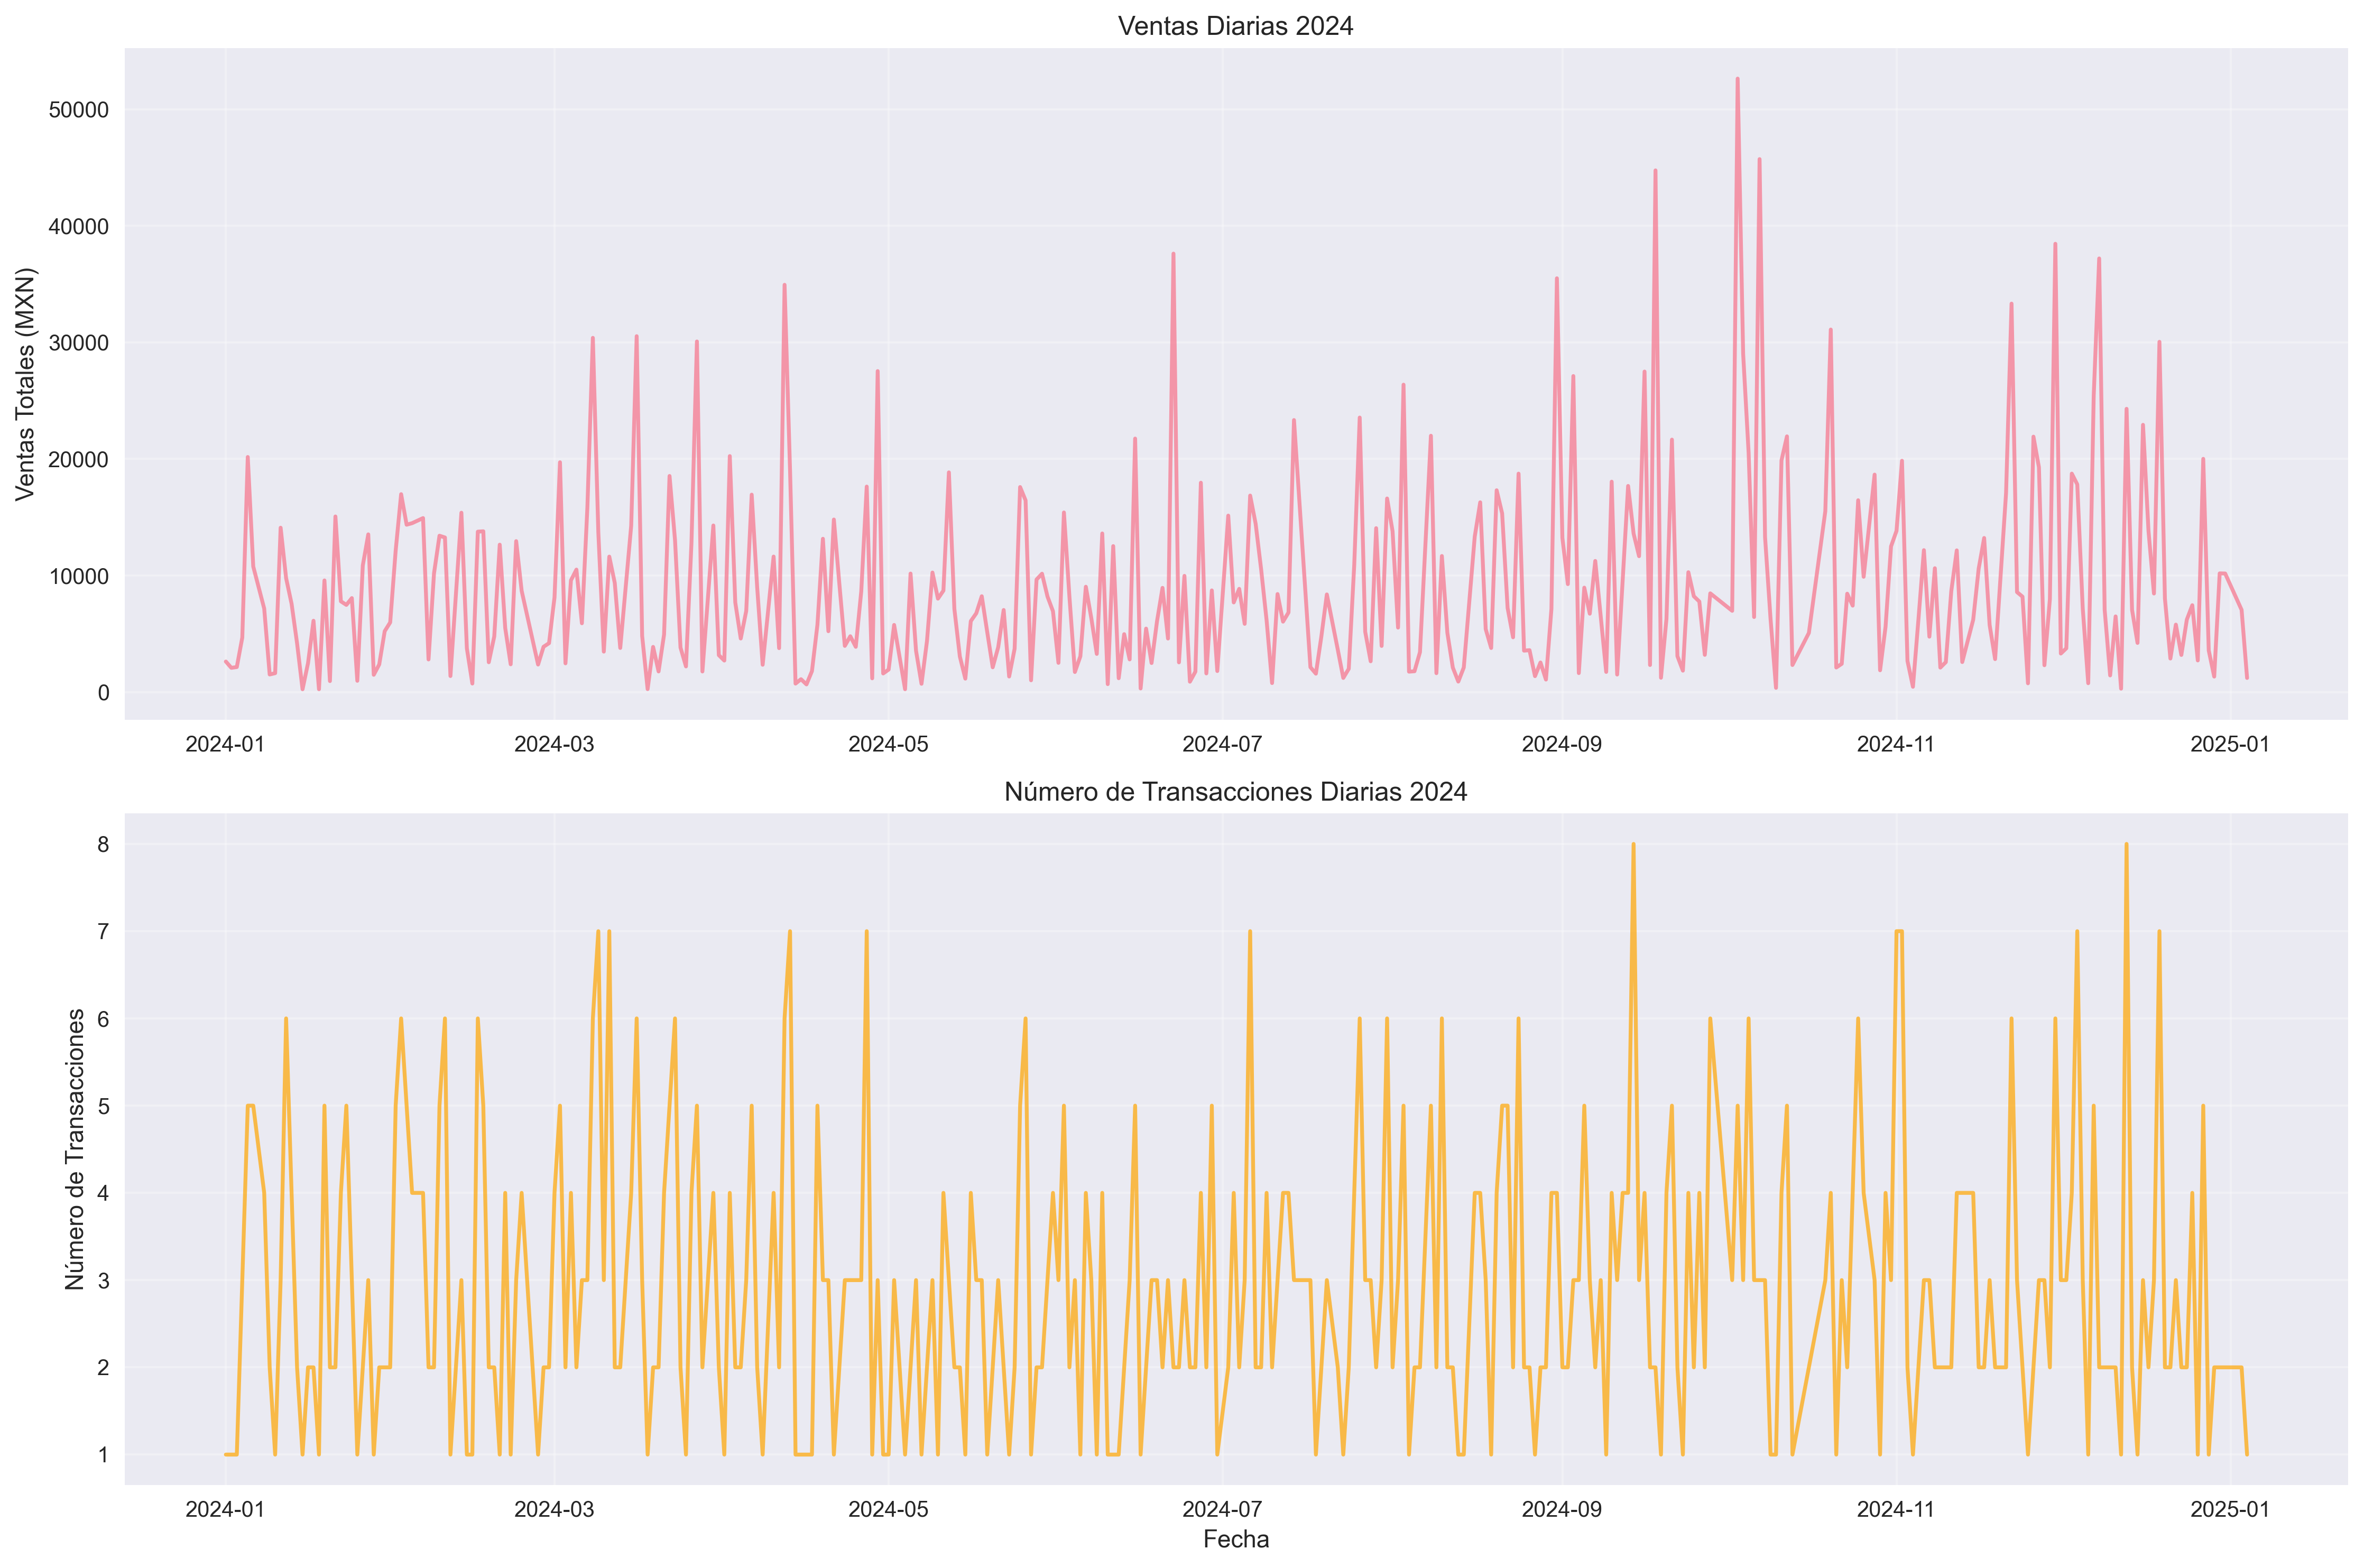 Ventas Diarias 2024
Ventas Totales (MXN)
50000
40000
30000
20000
10000
0
2024-01 2024-03 2024-05 2024-07 2024-09 2024-11 2025-01
Número de Transacciones Diarias 2024
Número de Transacciones
8
7
6
5
4
3
2
1
2024-01 2024-03 2024-05 2024-07 2024-09 2024-11 2025-01
Fecha